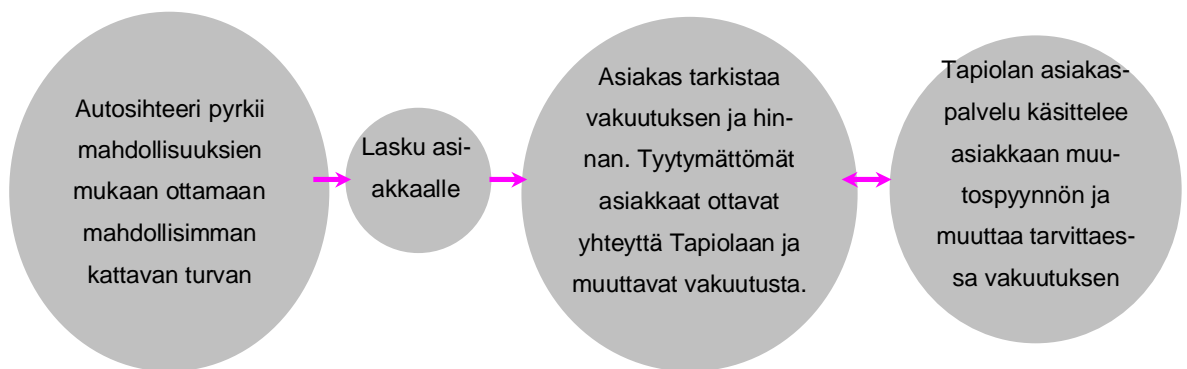 Autosihteeri pyrkii
mahdollisuuksien
mukaan ottamaan
mahdollisimman
kattavan turvan
Lasku asi-
akkaalle
Asiakas tarkistaa
vakuutuksen ja hin-
nan. Tyytymättömät
asiakkaat ottavat
yhteyttä Tapiolaan ja
muuttavat vakuutusta.
Tapiolan asiakas-
palvelu käsittelee
asiakkaan muu-
tospyynnön ja
muuttaa tarvittaes-
sa vakuutuksen